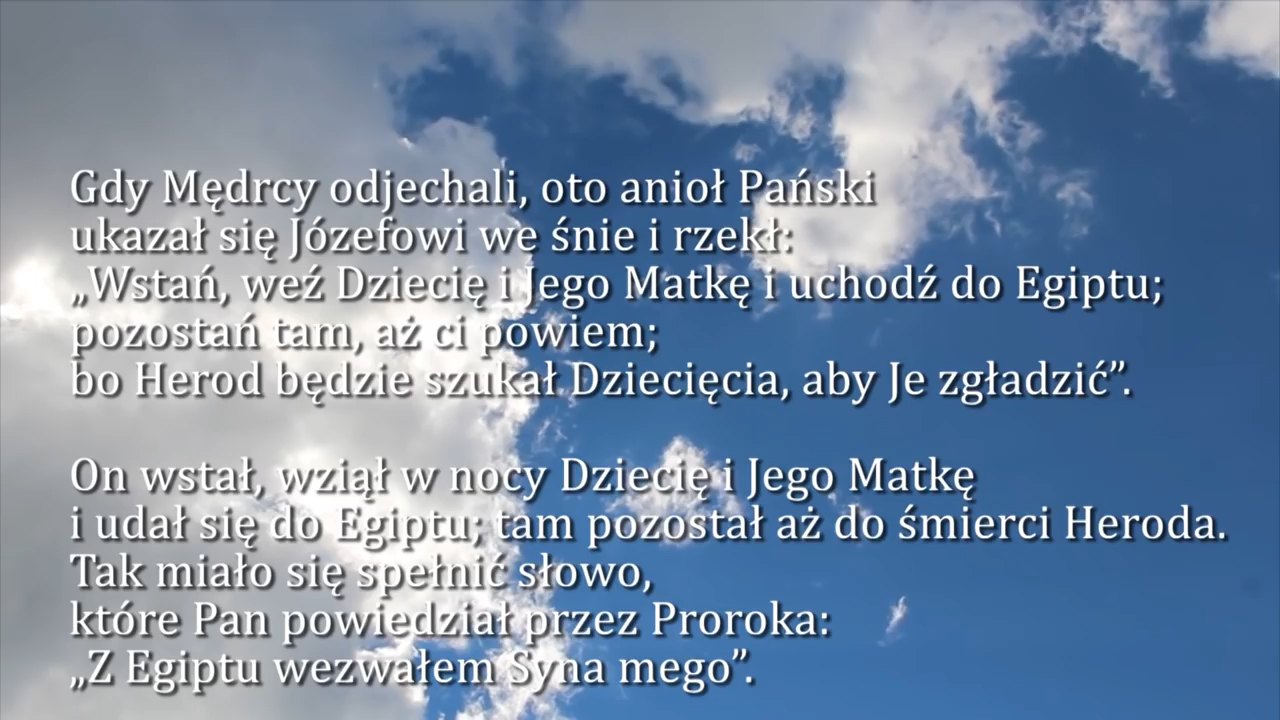 Gdy Mędrcy odjechali, oto anioł Pański
ukazał się Józefowi we śnie i rzekł:
„Wstań, weź Dziecię i Jego Matkę i uchodź do Egiptu;
pozostań tam, aż ci powiem;
bo Herod będzie szukał Dziecięcia, aby Je zgładzić”.
On wstał, wziął w nocy Dziecię i Jego Matkę
i udał się do Egiptu; tam pozostał aż do śmierci Heroda.
Tak miało się spełnić słowo,
które Pan powiedział przez Proroka:
„Z Egiptu wezwałem Syna mego”.